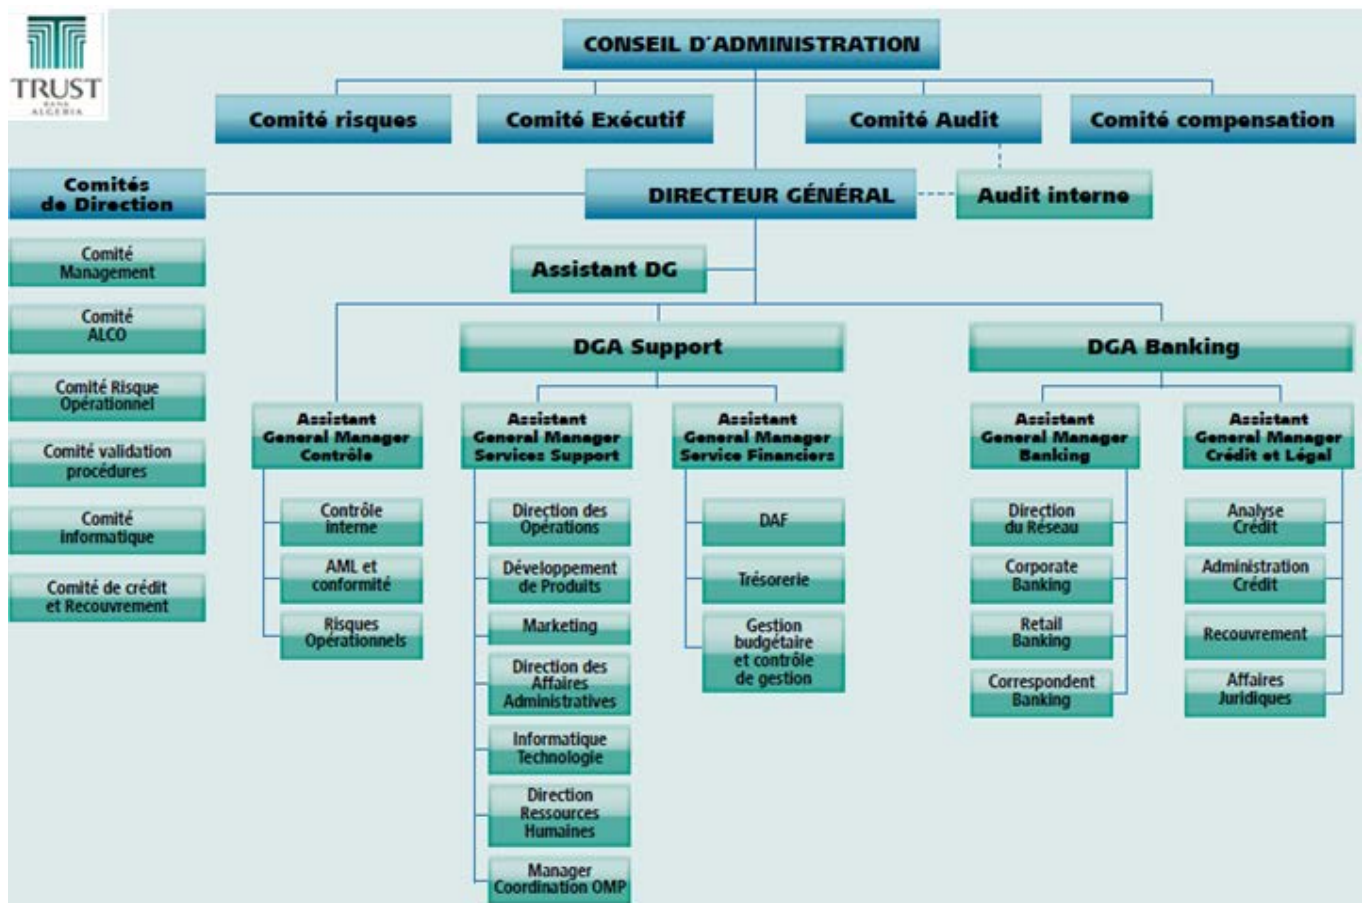 TRUST
BANK
ALGERIA
CONSEIL D'ADMINISTRATION
Comité risques
Comité Exécutif
Comité Audit
Comité compensation
Comités
de Direction
DIRECTEUR GÉNÉRAL
Audit interne
Comité
Management
Comité
ALCO
Comité Risque
Opérationnel
Comité validation
procédures
Comité
informatique
Comité de crédit
et Recouvrement
Assistant DG
DGA Support
DGA Banking
Assistant
General Manager
Contrôle
Assistant
General Manager
Services Support
Assistant
General Manager
Service Financiers
Assistant
General Manager
Banking
Assistant
General Manager
Crédit et Légal
Contrôle
interne
AML et
conformité
Risques
Opérationnels
Direction des
Opérations
Développement
de Produits
Marketing
Direction des
Affaires
Administratives
Informatique
Technologie
Direction
Ressources
Humaines
Manager
Coordination OMP
DAF
Trésorerie
Gestion
budgétaire
et contrôle
de gestion
Direction
du Réseau
Corporate
Banking
Retail
Banking
Correspondent
Banking
Analyse
Crédit
Administration
Crédit
Recouvrement
Affaires
Juridiques